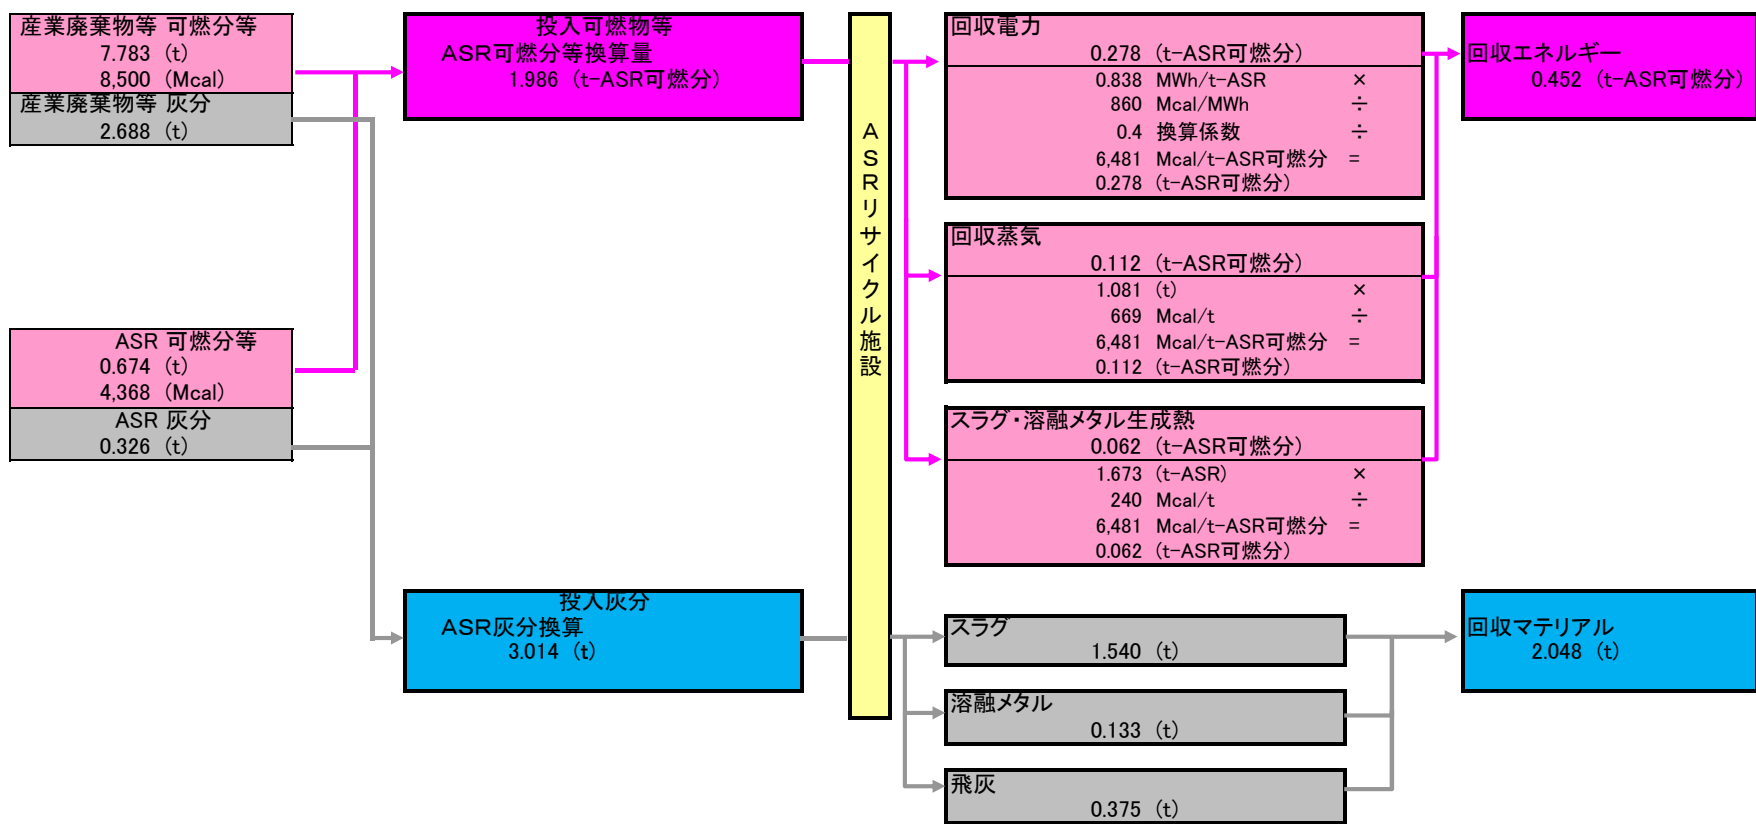 産業廃棄物等 可燃分等
7.783 (t)
8,500 (Mcal)
産業廃棄物等 灰分
2.688 (t)
ASR 可燃分等
0.674 (t)
4,368 (Mcal)
ASR 灰分
0.326 (t)
投入可燃物等
ASR可燃分等換算量
1.986 (t-ASR可燃分)
投入灰分
ASR灰分換算
3.014 (t)
ASRリサイクル施設
回収電力
0.278 (t-ASR可燃分)
0.838 MWh/t-ASR ×
860 Mcal/MWh ÷
0.4 換算係数 ÷
6,481 Mcal/t-ASR可燃分 =
0.278 (t-ASR可燃分)
回収蒸気
0.112 (t-ASR可燃分)
1.081 (t) ×
669 Mcal/t ÷
6,481 Mcal/t-ASR可燃分 =
0.112 (t-ASR可燃分)
スラグ・溶融メタル生成熱
0.062 (t-ASR可燃分)
1.673 (t-ASR) ×
240 Mcal/t ÷
6,481 Mcal/t-ASR可燃分 =
0.062 (t-ASR可燃分)
スラグ
1.540 (t)
溶融メタル
0.133 (t)
飛灰
0.375 (t)
回収エネルギー
0.452 (t-ASR可燃分)
回収マテリアル
2.048 (t)